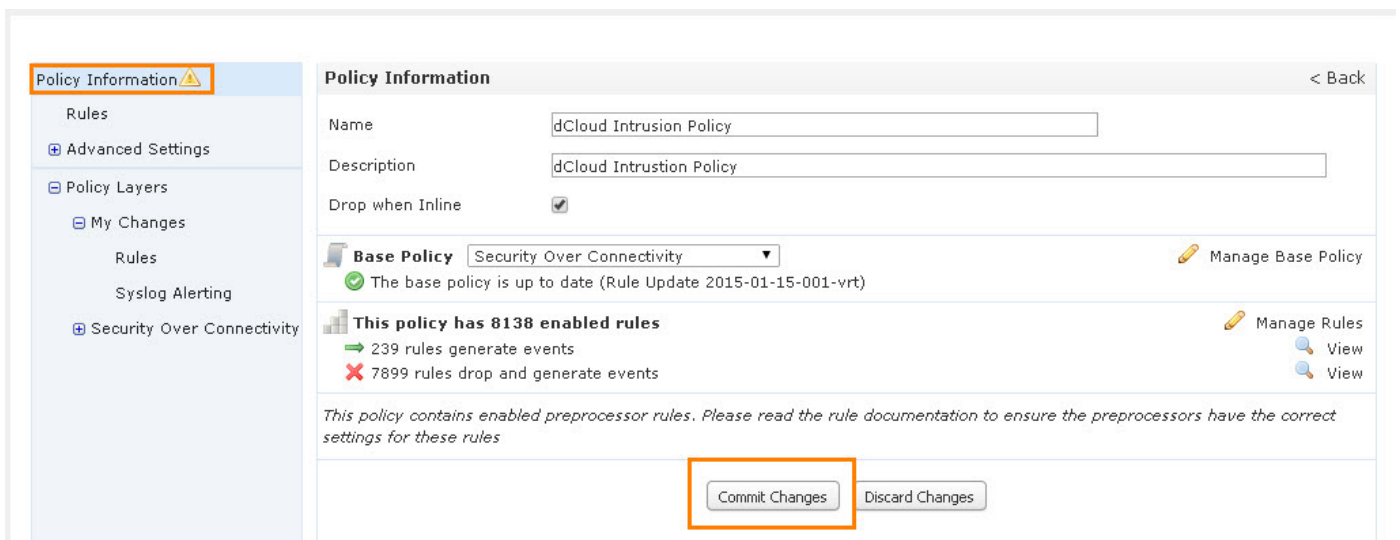 Policy Information
Rules
Advanced Settings
Policy Layers
My Changes
Rules
Syslog Alerting
Security Over Connectivity
Policy Information < Back
Name dCloud Intrusion Policy
Description dCloud Intrustion Policy
Drop when Inline
Base Policy Security Over Connectivity Manage Base Policy
The base policy is up to date (Rule Update 2015-01-15-001-vrt)
This policy has 8138 enabled rules Manage Rules
239 rules generate events View
7899 rules drop and generate events View
This policy contains enabled preprocessor rules. Please read the rule documentation to ensure the preprocessors have the correct
settings for these rules
Commit Changes Discard Changes